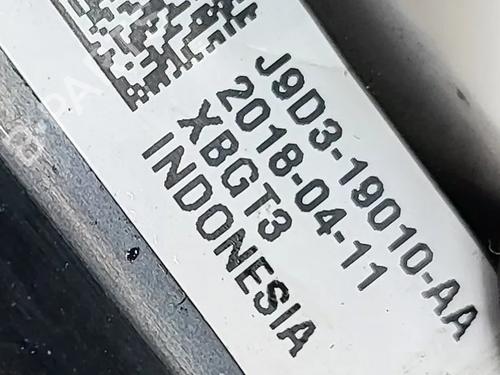 J9D3-19010-AA
2018-04-11
XBGT3
INDONESIA